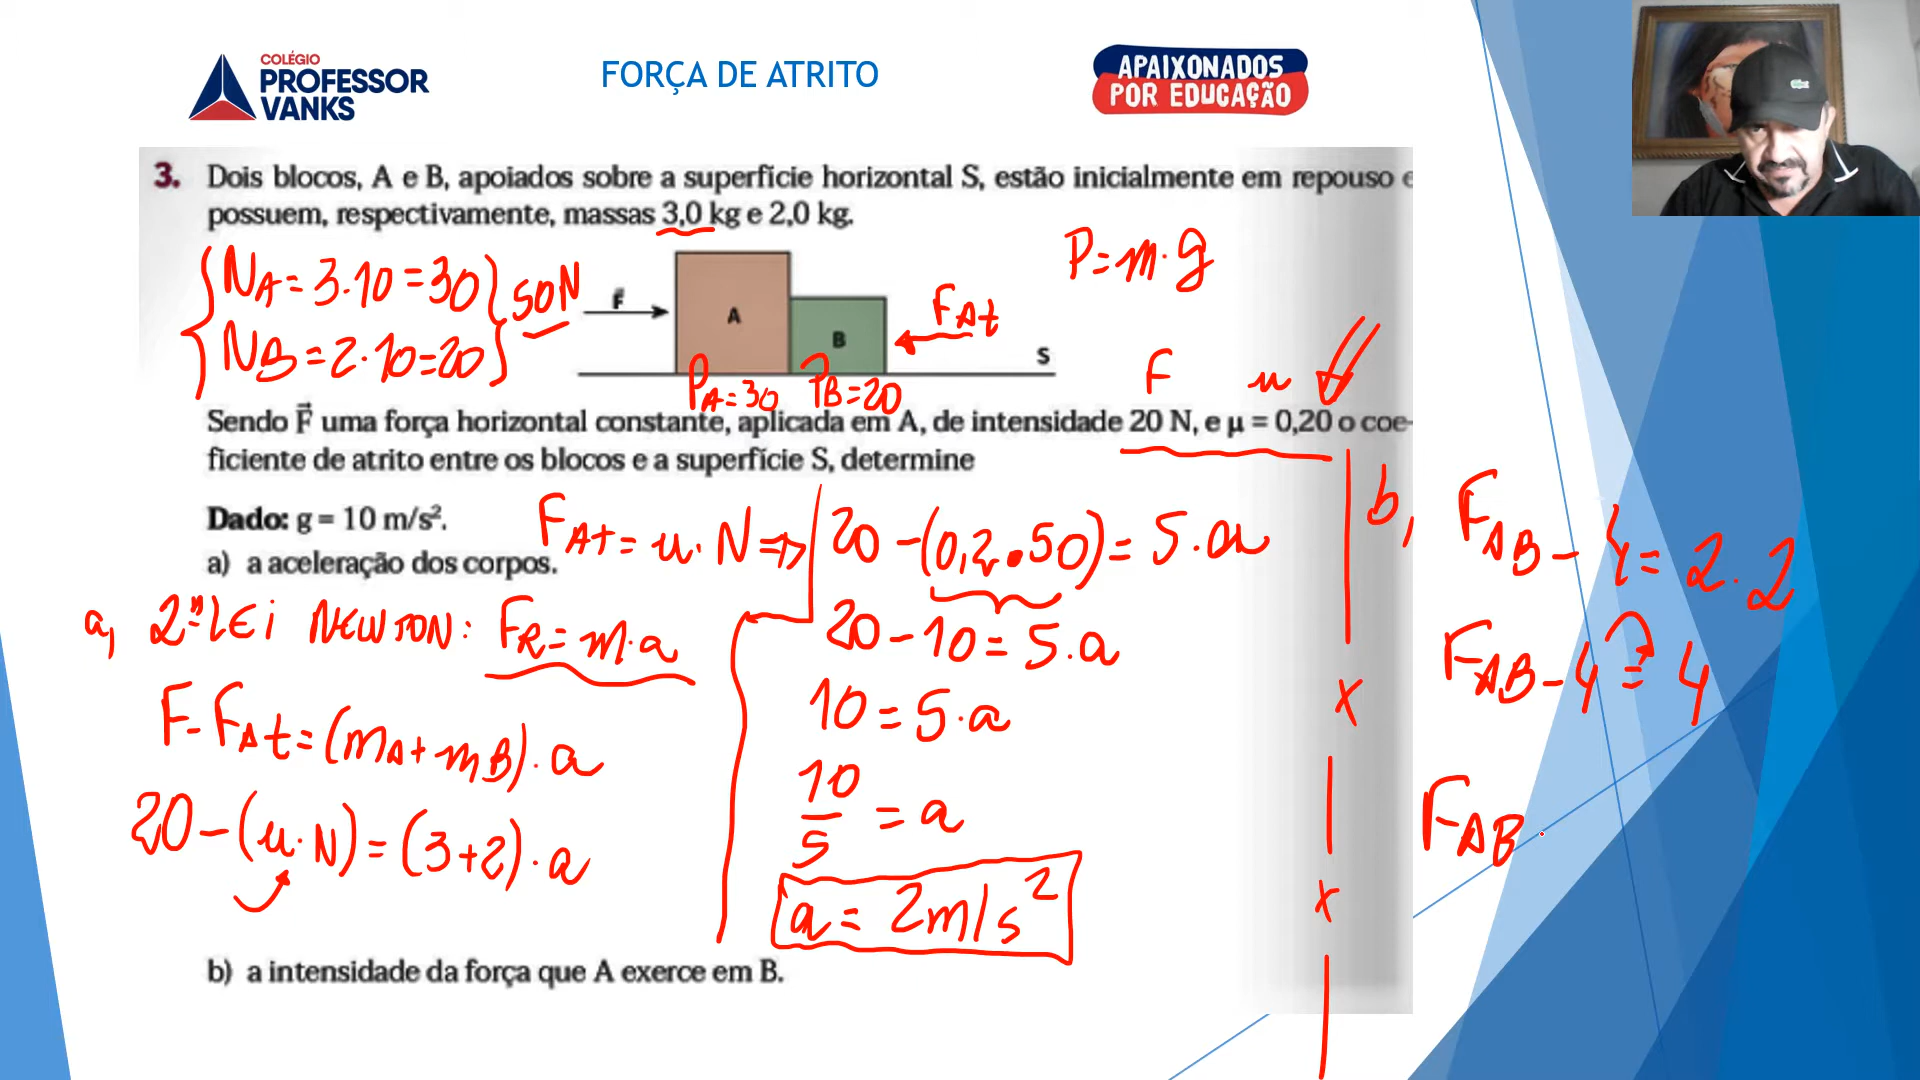 COLÉGIO
PROFESSOR
VANKS
FORÇA DE ATRITO
APAIXONADOS
POR EDUCAÇÃO
3. Dois blocos, A e B, apoiados sobre a superfície horizontal S, estão inicialmente em repouso e
possuem, respectivamente, massas 3,0 kg e 2,0 kg.
P=m·g
NA=3·10=30
50N
NB=2·10=20
F
A
B
FAt
S
PA=30 PB=20
F u
Sendo F⃗ uma força horizontal constante, aplicada em A, de intensidade 20 N, e μ = 0,20 o coe-
ficiente de atrito entre os blocos e a superfície S, determine
Dado: g = 10 m/s².
a) a aceleração dos corpos.
FAt=u·N=>
a, 2ª LEI NEWTON: FR=m·a
F-FAt=(mA+mB)·a
20-(u·N)=(3+2)·a
20-(0,2·50)=5·a
20-10=5·a
10=5·a
10/5=a
a=2m/s²
b) a intensidade da força que A exerce em B.
b, FAB-4=2·2
FAB-4=4
FAB
x
x